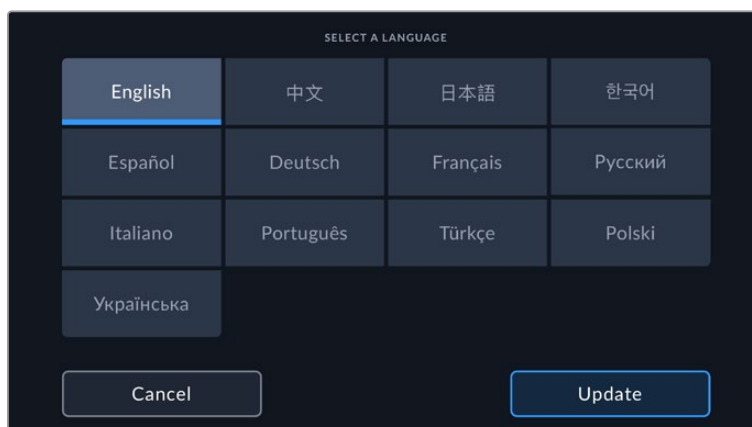 SELECT A LANGUAGE
English 中文 日本語 한국어
Español Deutsch Français Русский
Italiano Português Türkçe Polski
Українська
Cancel Update